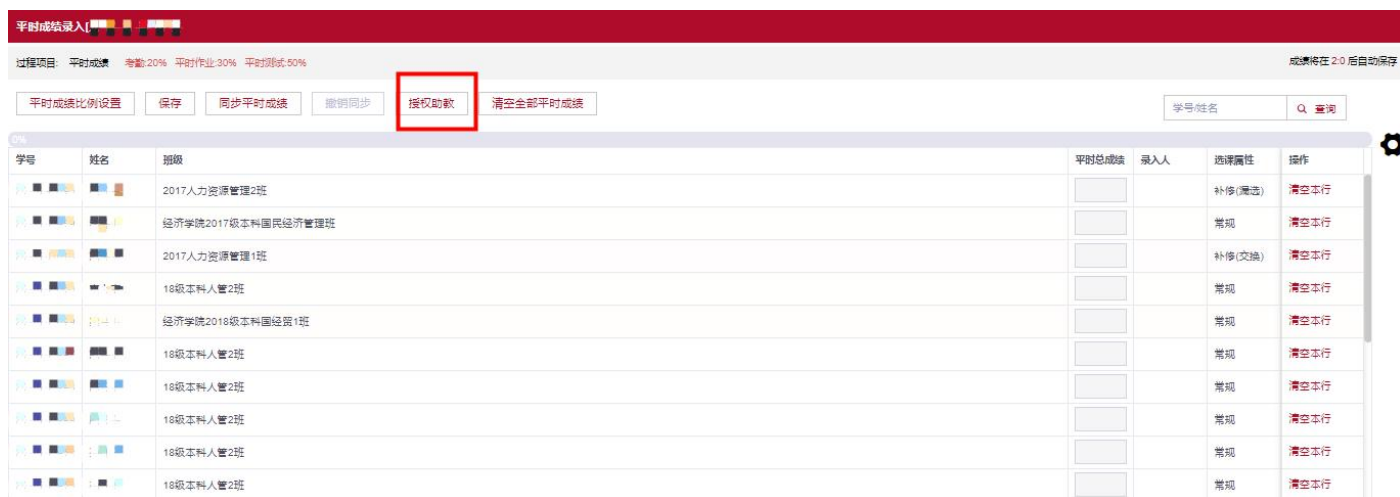 平时成绩录入[
过程项目: 平时成绩 考勤:20% 平时作业:30% 平时测试:50% 成绩将在 2:0 后自动保存
平时成绩比例设置 保存 同步平时成绩 撤销同步 授权助教 清空全部平时成绩 学号/姓名 查询
0%
学号 姓名 班级 平时总成绩 录入人 选课属性 操作
2017人力资源管理2班 补修(漏选) 清空本行
经济学院2017级本科国民经济管理班 常规 清空本行
2017人力资源管理1班 补修(交换) 清空本行
18级本科人管2班 常规 清空本行
经济学院2018级本科国经贸1班 常规 清空本行
18级本科人管2班 常规 清空本行
18级本科人管2班 常规 清空本行
18级本科人管2班 常规 清空本行
18级本科人管2班 常规 清空本行
18级本科人管2班 常规 清空本行